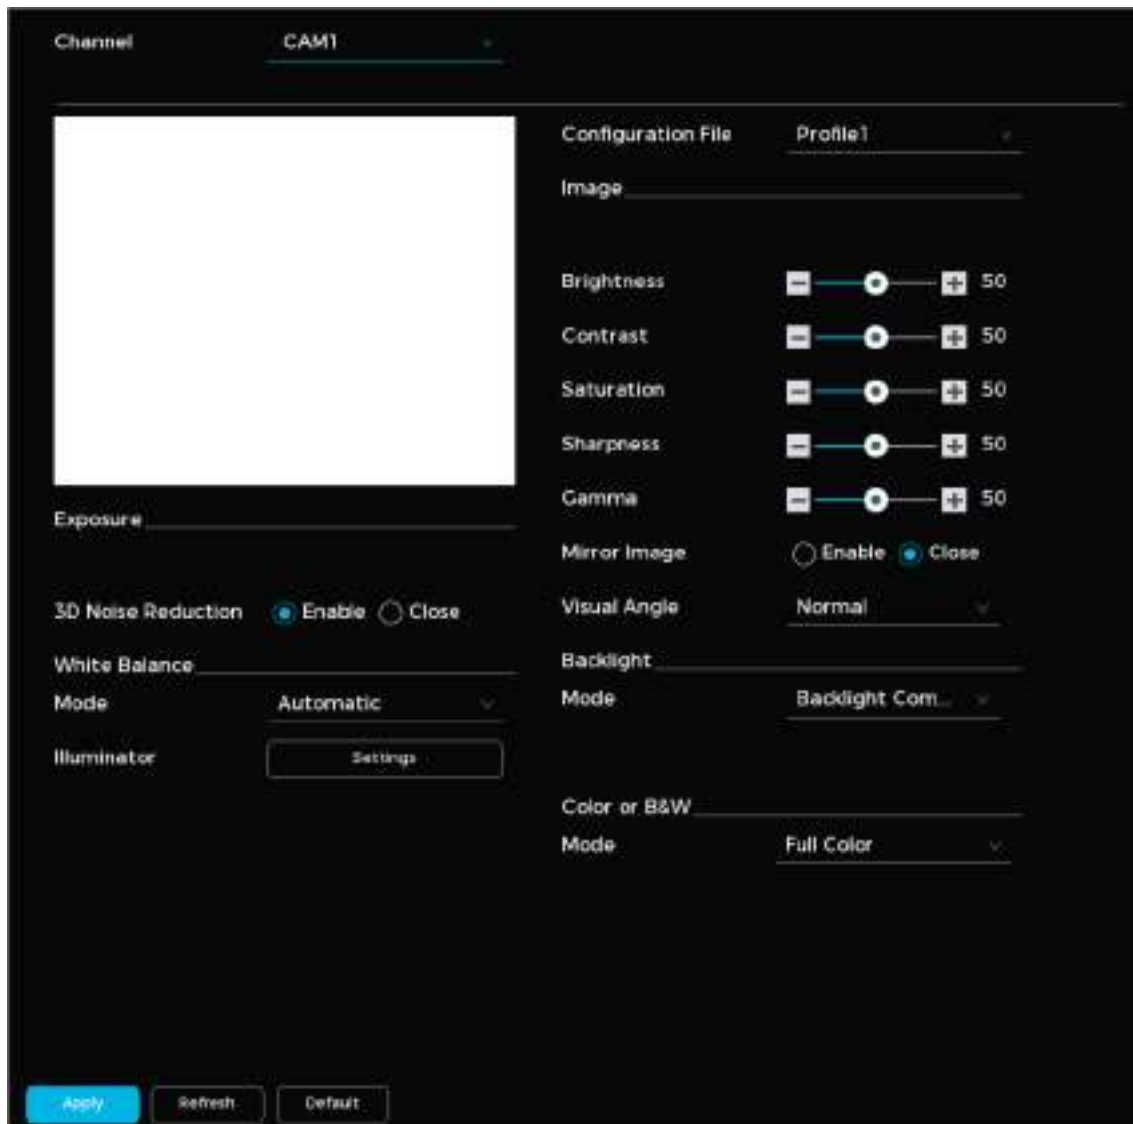 Channel CAM1
Configuration File Profile1
Image
Brightness 50
Contrast 50
Saturation 50
Sharpness 50
Gamma 50
Mirror Image Enable Close
Visual Angle Normal
Backlight
Mode Backlight Com...
Color or B&W
Mode Full Color
Exposure
3D Noise Reduction Enable Close
White Balance
Mode Automatic
Illuminator Settings
Apply Refresh Default